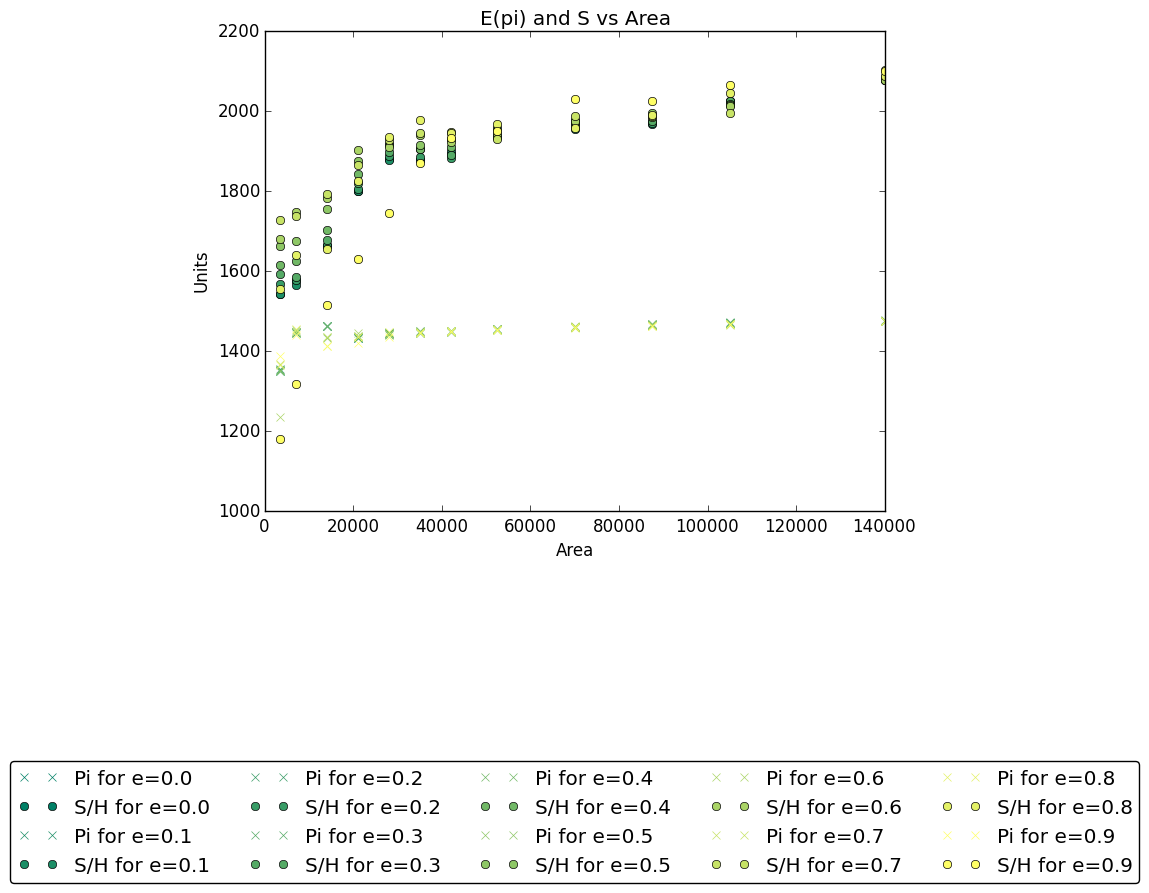 E(pi) and S vs Area
2200
2000
1800
1600
1400
1200
1000
Units
0 20000 40000 60000 80000 100000 120000 140000
Area
Pi for e=0.0 Pi for e=0.2 Pi for e=0.4 Pi for e=0.6 Pi for e=0.8
S/H for e=0.0 S/H for e=0.2 S/H for e=0.4 S/H for e=0.6 S/H for e=0.8
Pi for e=0.1 Pi for e=0.3 Pi for e=0.5 Pi for e=0.7 Pi for e=0.9
S/H for e=0.1 S/H for e=0.3 S/H for e=0.5 S/H for e=0.7 S/H for e=0.9